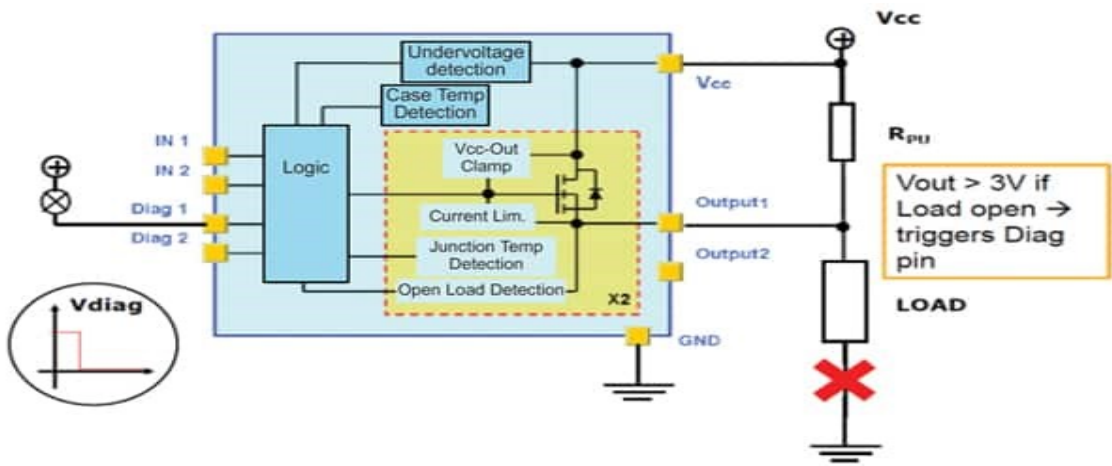 Vcc
Undervoltage
detection
Vcc
Case Temp
Detection
R_PU
IN 1
IN 2
Logic
Vcc-Out
Clamp
Vout > 3V if
Load open →
triggers Diag
pin
Diag 1
Diag 2
Current Lim.
Output1
Junction Temp
Detection
Output2
Open Load Detection
X2
LOAD
Vdiag
GND